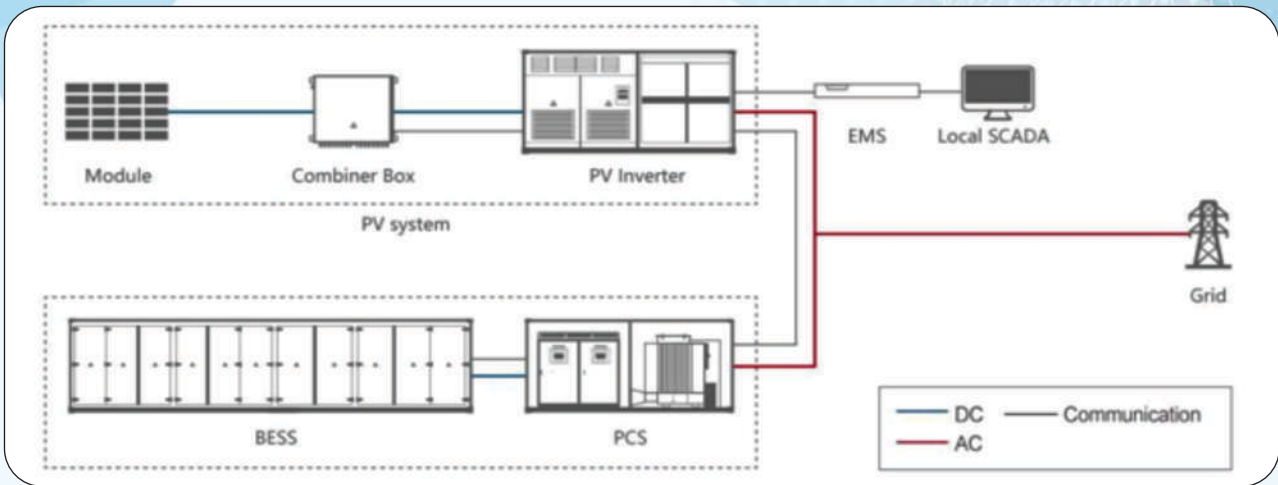 Module
Combiner Box
PV Inverter
EMS
Local SCADA
PV system
Grid
BESS
PCS
DC
Communication
AC